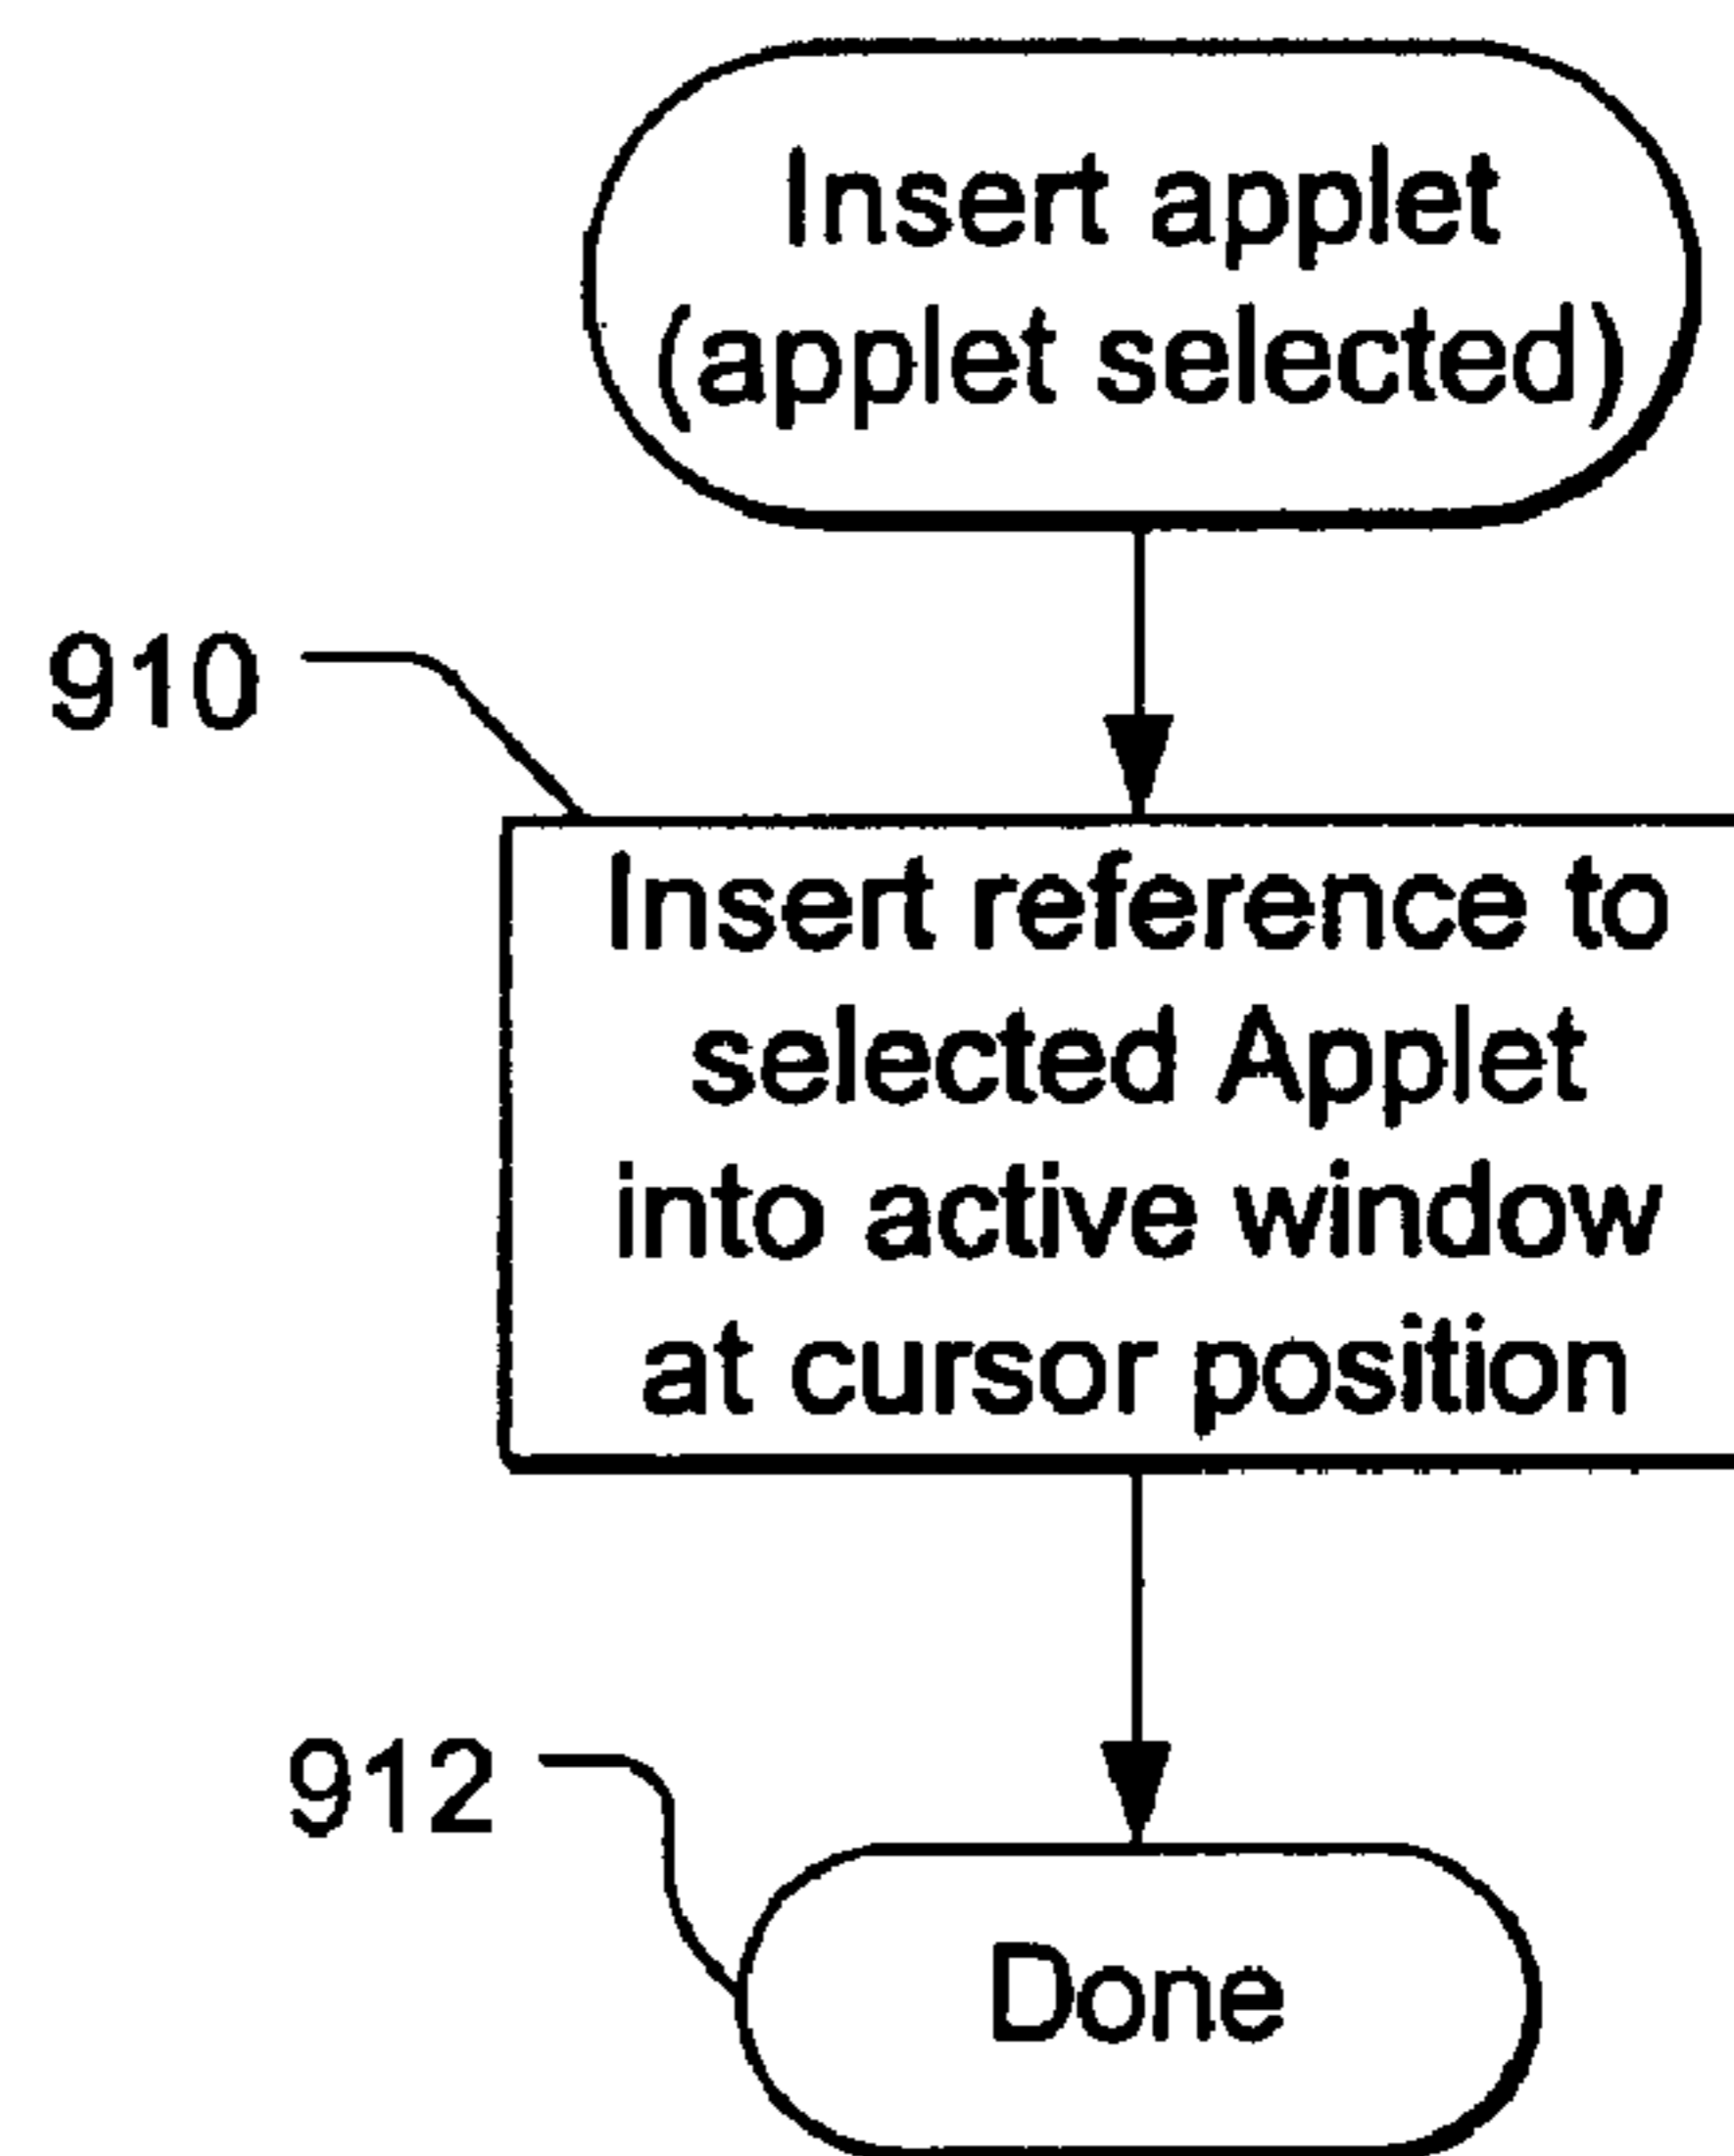 Insert applet
(applet selected)
910
Insert reference to
selected Applet
into active window
at cursor position
912
Done